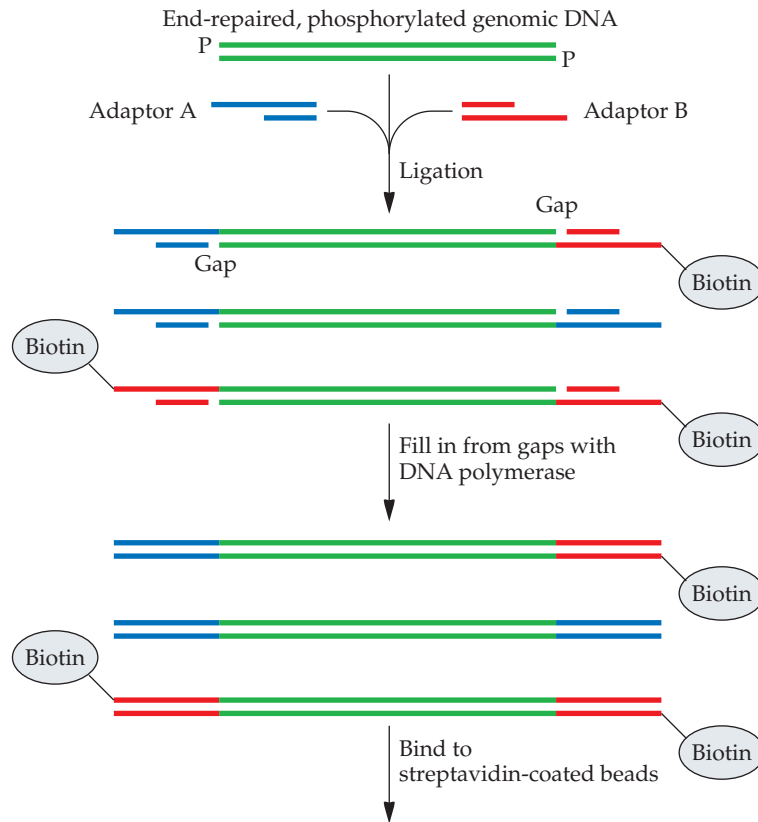 End-repaired, phosphorylated genomic DNA
P
P
Adaptor A
Adaptor B
Ligation
Gap
Gap
Biotin
Biotin
Biotin
Fill in from gaps with
DNA polymerase
Biotin
Biotin
Biotin
Bind to
streptavidin-coated beads